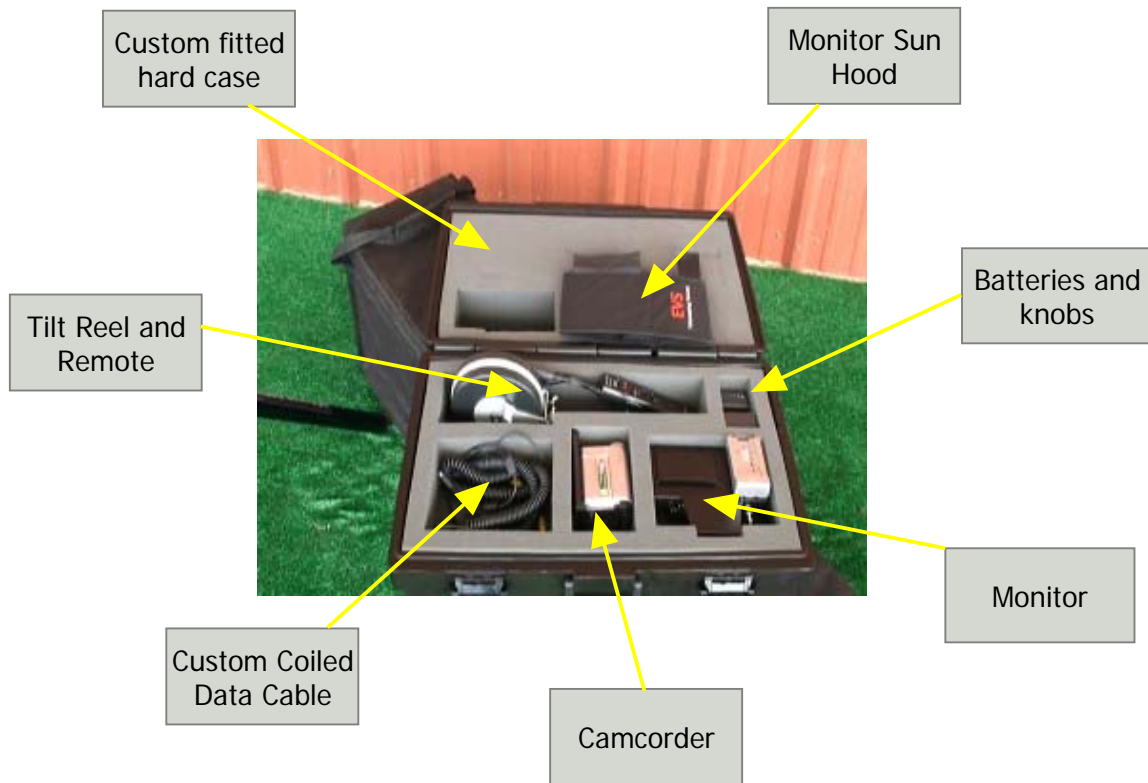 Custom fitted
hard case
Monitor Sun
Hood
Batteries and
knobs
Tilt Reel and
Remote
EVS
Monitor
Custom Coiled
Data Cable
Camcorder